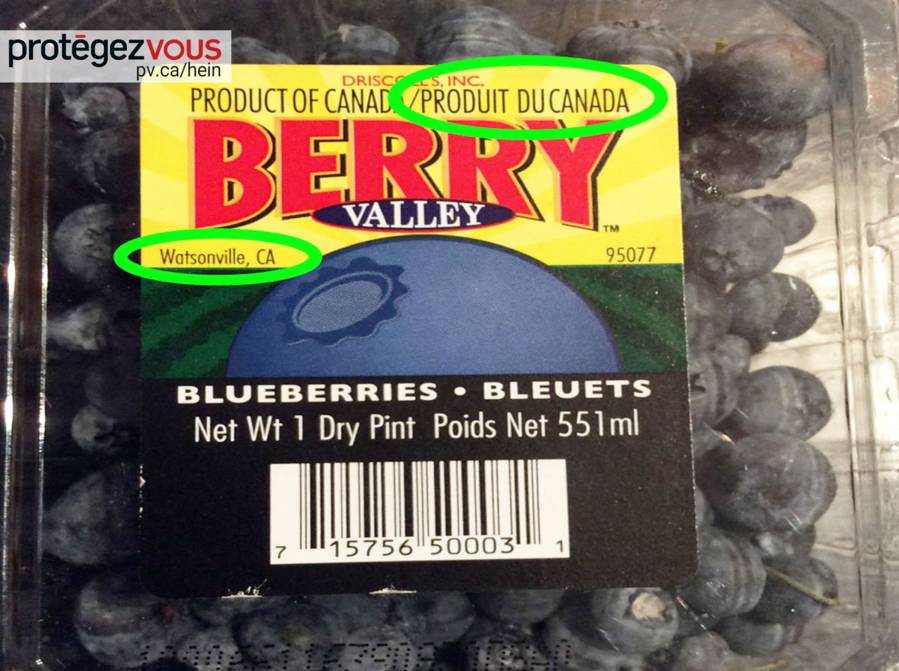 protēgezvous
pv.ca/hein
DRISCOLL'S, INC.
PRODUCT OF CANADA/PRODUIT DU CANADA
BERRY
VALLEY
™
Watsonville, CA
95077
BLUEBERRIES • BLEUETS
Net Wt 1 Dry Pint Poids Net 551ml
7 15756 50003 1